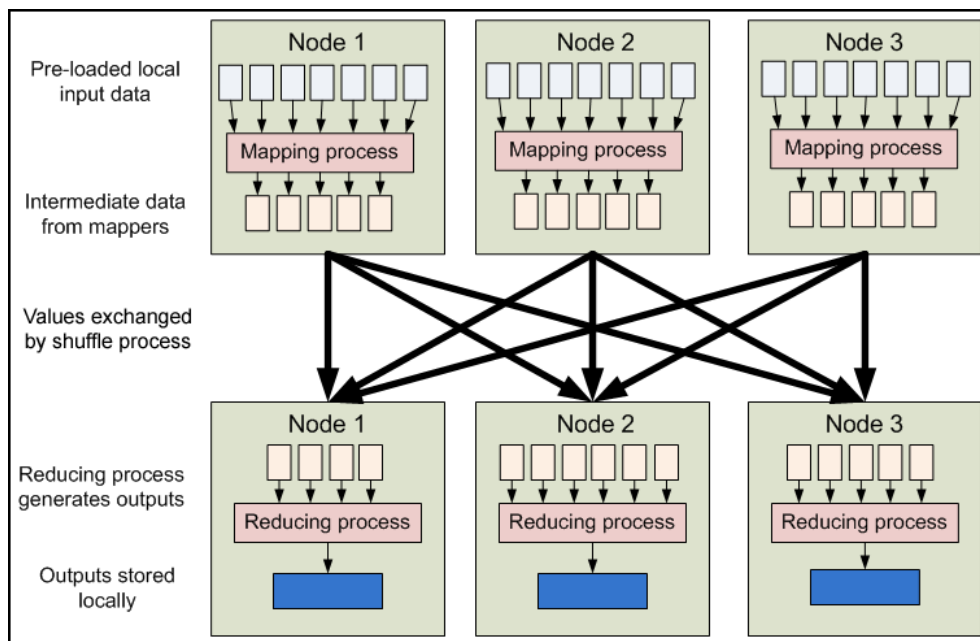 Node 1
Node 2
Node 3
Pre-loaded local
input data
Mapping process
Mapping process
Mapping process
Intermediate data
from mappers
Values exchanged
by shuffle process
Node 1
Node 2
Node 3
Reducing process
generates outputs
Reducing process
Reducing process
Reducing process
Outputs stored
locally